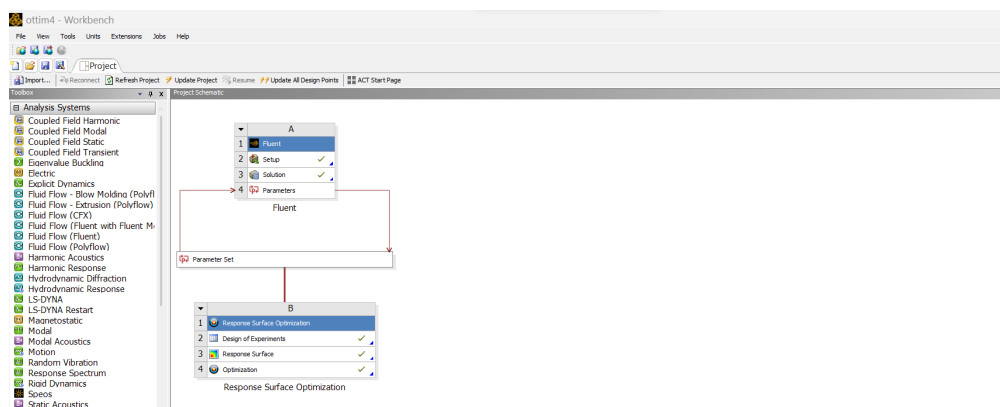 ottim4 - Workbench
File View Tools Units Extensions Jobs Help
Project
Import... Reconnect Refresh Project Update Project Resume Update All Design Points ACT Start Page
Toolbox
Project Schematic
Analysis Systems
Coupled Field Harmonic
Coupled Field Modal
Coupled Field Static
Coupled Field Transient
Eigenvalue Buckling
Electric
Explicit Dynamics
Fluid Flow - Blow Molding (Polyfl
Fluid Flow - Extrusion (Polyflow)
Fluid Flow (CFX)
Fluid Flow (Fluent with Fluent M
Fluid Flow (Fluent)
Fluid Flow (Polyflow)
Harmonic Acoustics
Harmonic Response
Hydrodynamic Diffraction
Hydrodynamic Response
LS-DYNA
LS-DYNA Restart
Magnetostatic
Modal
Modal Acoustics
Motion
Random Vibration
Response Spectrum
Rigid Dynamics
Speos
Static Acoustics
A
1 Fluent
2 Setup
3 Solution
4 Parameters
Fluent
Parameter Set
B
1 Response Surface Optimization
2 Design of Experiments
3 Response Surface
4 Optimization
Response Surface Optimization